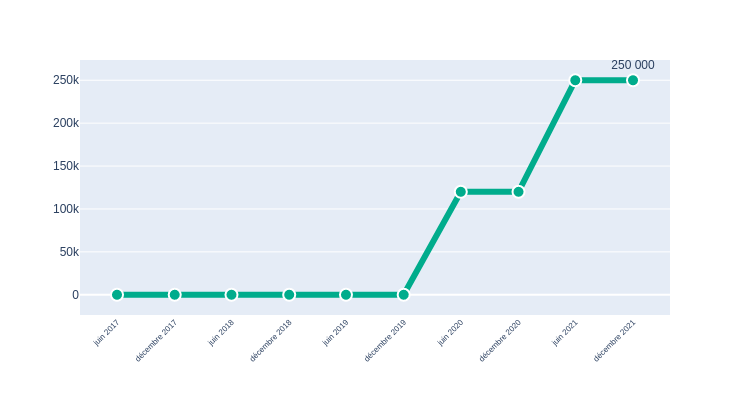 250 000
250k
200k
150k
100k
50k
0
juin 2017
décembre 2017
juin 2018
décembre 2018
juin 2019
décembre 2019
juin 2020
décembre 2020
juin 2021
décembre 2021